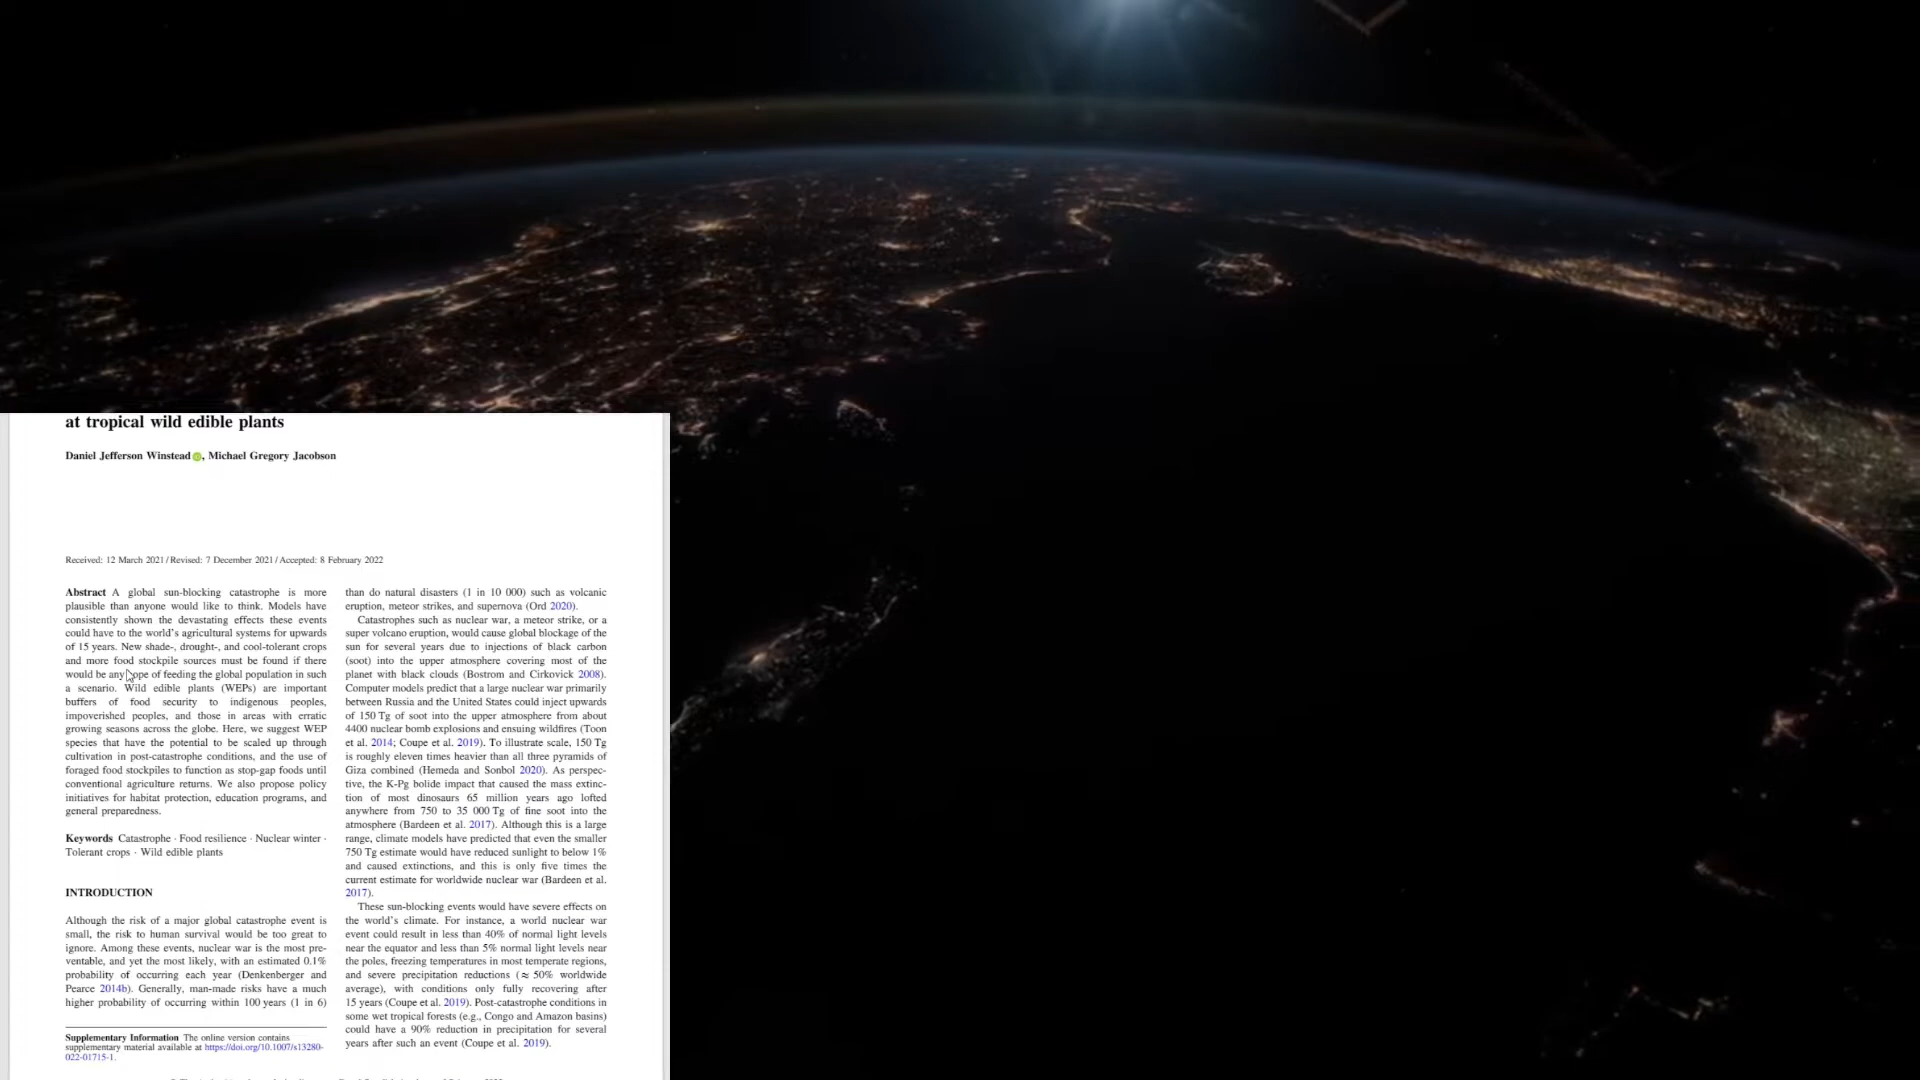 at tropical wild edible plants
Daniel Jefferson Winstead, Michael Gregory Jacobson
Received: 12 March 2021 / Revised: 7 December 2021 / Accepted: 8 February 2022
Abstract A global sun-blocking catastrophe is more
plausible than anyone would like to think. Models have
consistently shown the devastating effects these events
could have to the world's agricultural systems for upwards
of 15 years. New shade-, drought-, and cool-tolerant crops
and more food stockpile sources must be found if there
would be any hope of feeding the global population in such
a scenario. Wild edible plants (WEPs) are important
buffers of food security to indigenous peoples,
impoverished peoples, and those in areas with erratic
growing seasons across the globe. Here, we suggest WEP
species that have the potential to be scaled up through
cultivation in post-catastrophe conditions, and the use of
foraged food stockpiles to function as stop-gap foods until
conventional agriculture returns. We also propose policy
initiatives for habitat protection, education programs, and
general preparedness.
Keywords Catastrophe · Food resilience · Nuclear winter ·
Tolerant crops · Wild edible plants
INTRODUCTION
Although the risk of a major global catastrophe event is
small, the risk to human survival would be too great to
ignore. Among these events, nuclear war is the most pre-
ventable, and yet the most likely, with an estimated 0.1%
probability of occurring each year (Denkenberger and
Pearce 2014b). Generally, man-made risks have a much
higher probability of occurring within 100 years (1 in 6)
Supplementary Information The online version contains
supplementary material available at https://doi.org/10.1007/s13280-
022-01715-1.
than do natural disasters (1 in 10 000) such as volcanic
eruption, meteor strikes, and supernova (Ord 2020).
Catastrophes such as nuclear war, a meteor strike, or a
super volcano eruption, would cause global blockage of the
sun for several years due to injections of black carbon
(soot) into the upper atmosphere covering most of the
planet with black clouds (Bostrom and Cirkovick 2008).
Computer models predict that a large nuclear war primarily
between Russia and the United States could inject upwards
of 150 Tg of soot into the upper atmosphere from about
4400 nuclear bomb explosions and ensuing wildfires (Toon
et al. 2014; Coupe et al. 2019). To illustrate scale, 150 Tg
is roughly eleven times heavier than all three pyramids of
Giza combined (Hemeda and Sonbol 2020). As perspec-
tive, the K-Pg bolide impact that caused the mass extinc-
tion of most dinosaurs 65 million years ago lofted
anywhere from 750 to 35 000 Tg of fine soot into the
atmosphere (Bardeen et al. 2017). Although this is a large
range, climate models have predicted that even the smaller
750 Tg estimate would have reduced sunlight to below 1%
and caused extinctions, and this is only five times the
current estimate for worldwide nuclear war (Bardeen et al.
2017).
These sun-blocking events would have severe effects on
the world's climate. For instance, a world nuclear war
event could result in less than 40% of normal light levels
near the equator and less than 5% normal light levels near
the poles, freezing temperatures in most temperate regions,
and severe precipitation reductions (≈ 50% worldwide
average), with conditions only fully recovering after
15 years (Coupe et al. 2019). Post-catastrophe conditions in
some wet tropical forests (e.g., Congo and Amazon basins)
could have a 90% reduction in precipitation for several
years after such an event (Coupe et al. 2019).